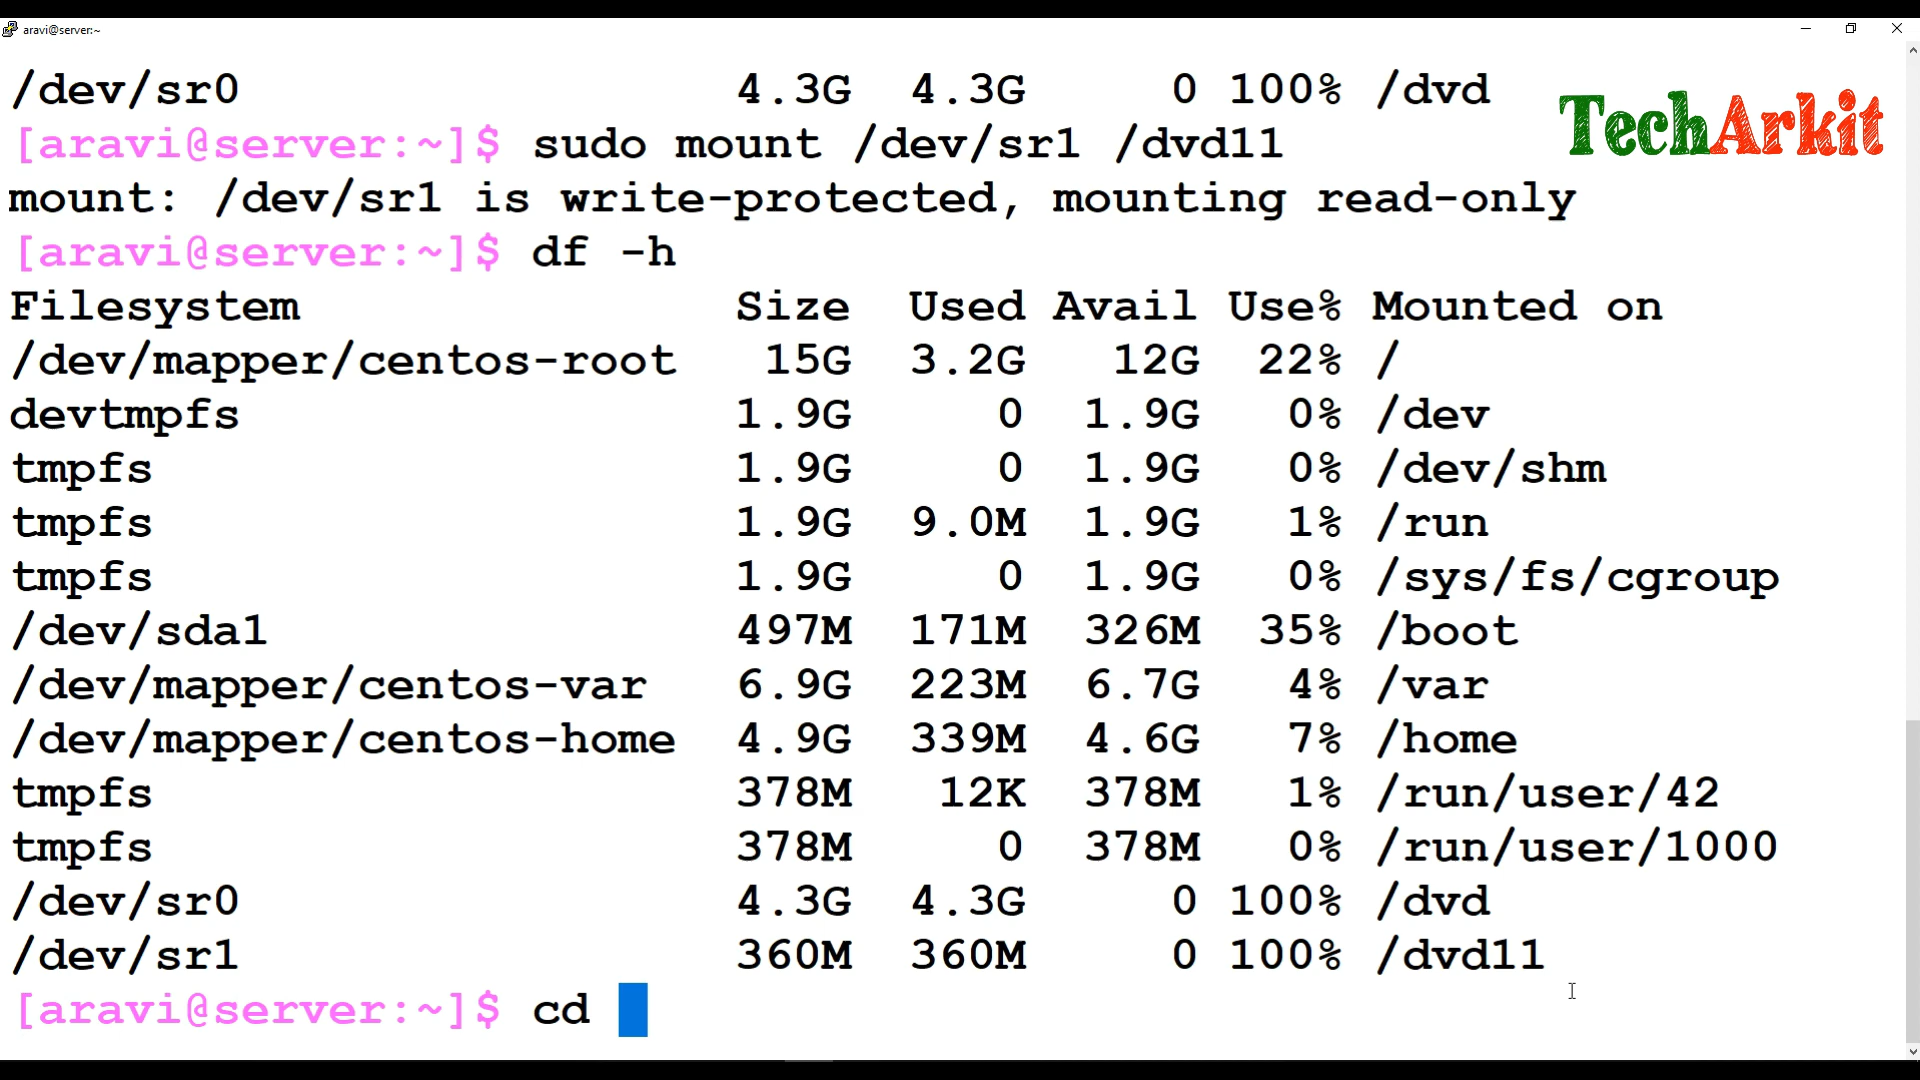 aravi@server:~
/dev/sr0 4.3G 4.3G 0 100% /dvd
TechArkit
[aravi@server:~]$ sudo mount /dev/sr1 /dvd11
mount: /dev/sr1 is write-protected, mounting read-only
[aravi@server:~]$ df -h
Filesystem Size Used Avail Use% Mounted on
/dev/mapper/centos-root 15G 3.2G 12G 22% /
devtmpfs 1.9G 0 1.9G 0% /dev
tmpfs 1.9G 0 1.9G 0% /dev/shm
tmpfs 1.9G 9.0M 1.9G 1% /run
tmpfs 1.9G 0 1.9G 0% /sys/fs/cgroup
/dev/sda1 497M 171M 326M 35% /boot
/dev/mapper/centos-var 6.9G 223M 6.7G 4% /var
/dev/mapper/centos-home 4.9G 339M 4.6G 7% /home
tmpfs 378M 12K 378M 1% /run/user/42
tmpfs 378M 0 378M 0% /run/user/1000
/dev/sr0 4.3G 4.3G 0 100% /dvd
/dev/sr1 360M 360M 0 100% /dvd11
[aravi@server:~]$ cd